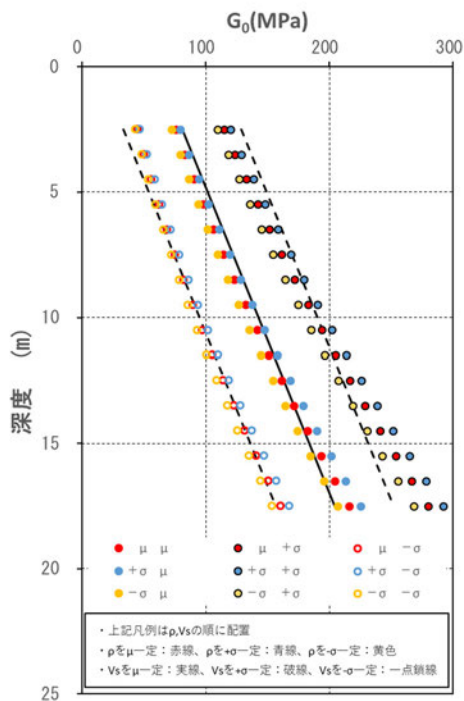 G₀(MPa)
0 100 200 300
0
5
10
15
20
25
深度 (m)
μ μ μ +σ μ -σ
+σ μ +σ +σ +σ -σ
-σ μ -σ +σ -σ -σ
・上記凡例はρ,Vsの順に配置
・ρをμ一定：赤線、ρを+σ一定：青線、ρを-σ一定：黄色
・Vsをμ一定：実線、Vsを+σ一定：破線、Vsを-σ一定：一点鎖線